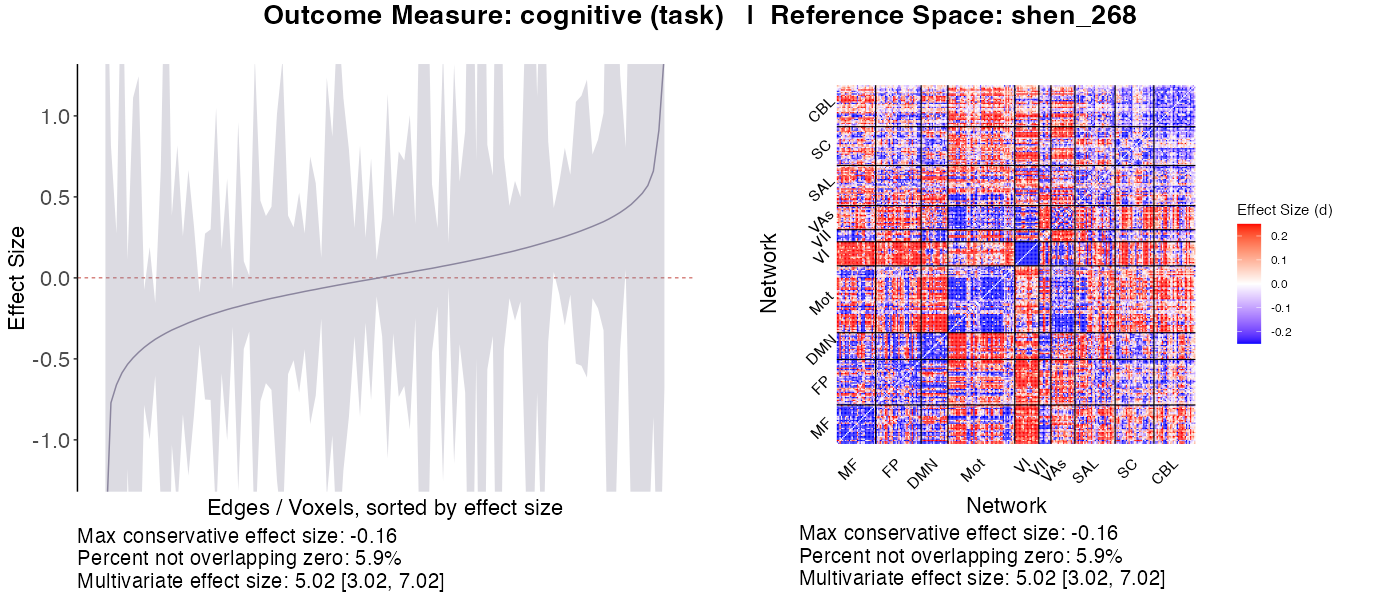 Outcome Measure: cognitive (task) | Reference Space: shen_268
Effect Size
1.0
0.5
0.0
-0.5
-1.0
Edges / Voxels, sorted by effect size
Max conservative effect size: -0.16
Percent not overlapping zero: 5.9%
Multivariate effect size: 5.02 [3.02, 7.02]
Network
CBL
SC
SAL
VAs
VII
VI
Mot
DMN
FP
MF
MF
FP
DMN
Mot
VI
VII
VAs
SAL
SC
CBL
Network
Max conservative effect size: -0.16
Percent not overlapping zero: 5.9%
Multivariate effect size: 5.02 [3.02, 7.02]
Effect Size (d)
0.2
0.1
0.0
-0.1
-0.2